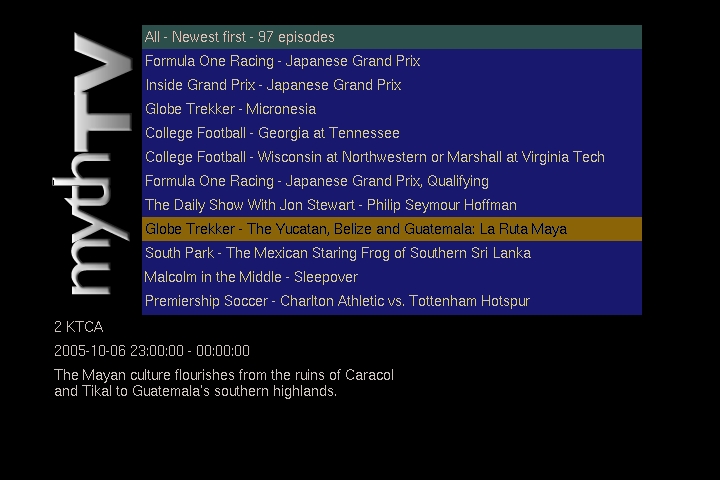 mythTV
All - Newest first - 97 episodes
Formula One Racing - Japanese Grand Prix
Inside Grand Prix - Japanese Grand Prix
Globe Trekker - Micronesia
College Football - Georgia at Tennessee
College Football - Wisconsin at Northwestern or Marshall at Virginia Tech
Formula One Racing - Japanese Grand Prix, Qualifying
The Daily Show With Jon Stewart - Philip Seymour Hoffman
Globe Trekker - The Yucatan, Belize and Guatemala: La Ruta Maya
South Park - The Mexican Staring Frog of Southern Sri Lanka
Malcolm in the Middle - Sleepover
Premiership Soccer - Charlton Athletic vs. Tottenham Hotspur
2 KTCA
2005-10-06 23:00:00 - 00:00:00
The Mayan culture flourishes from the ruins of Caracol
and Tikal to Guatemala's southern highlands.